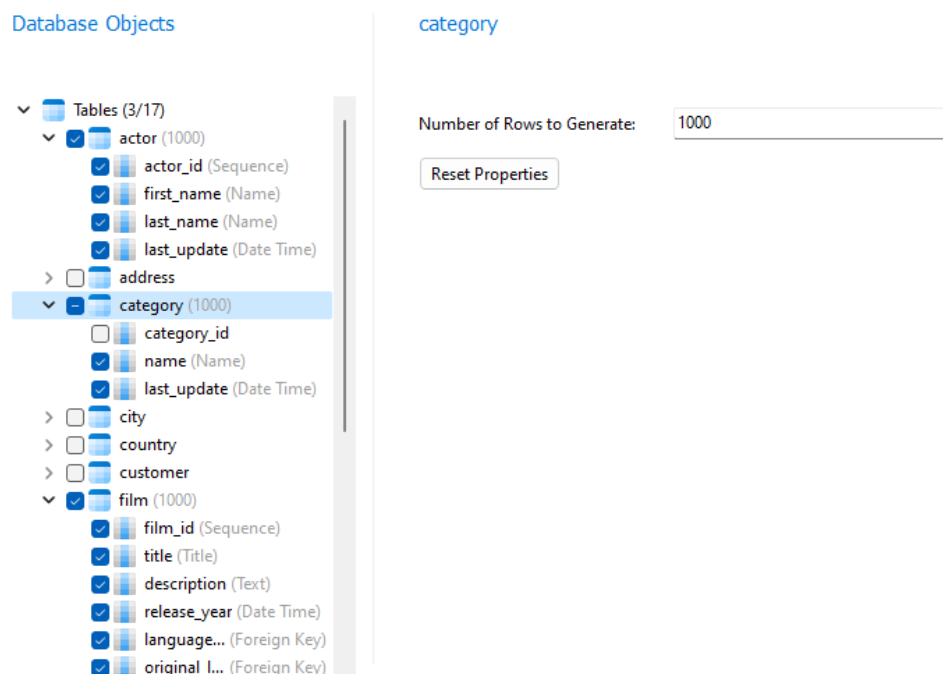 Database Objects
Tables (3/17)
actor (1000)
actor_id (Sequence)
first_name (Name)
last_name (Name)
last_update (Date Time)
address
category (1000)
category_id
name (Name)
last_update (Date Time)
city
country
customer
film (1000)
film_id (Sequence)
title (Title)
description (Text)
release_year (Date Time)
language... (Foreign Key)
original_l... (Foreign Key)
category
Number of Rows to Generate: 1000
Reset Properties